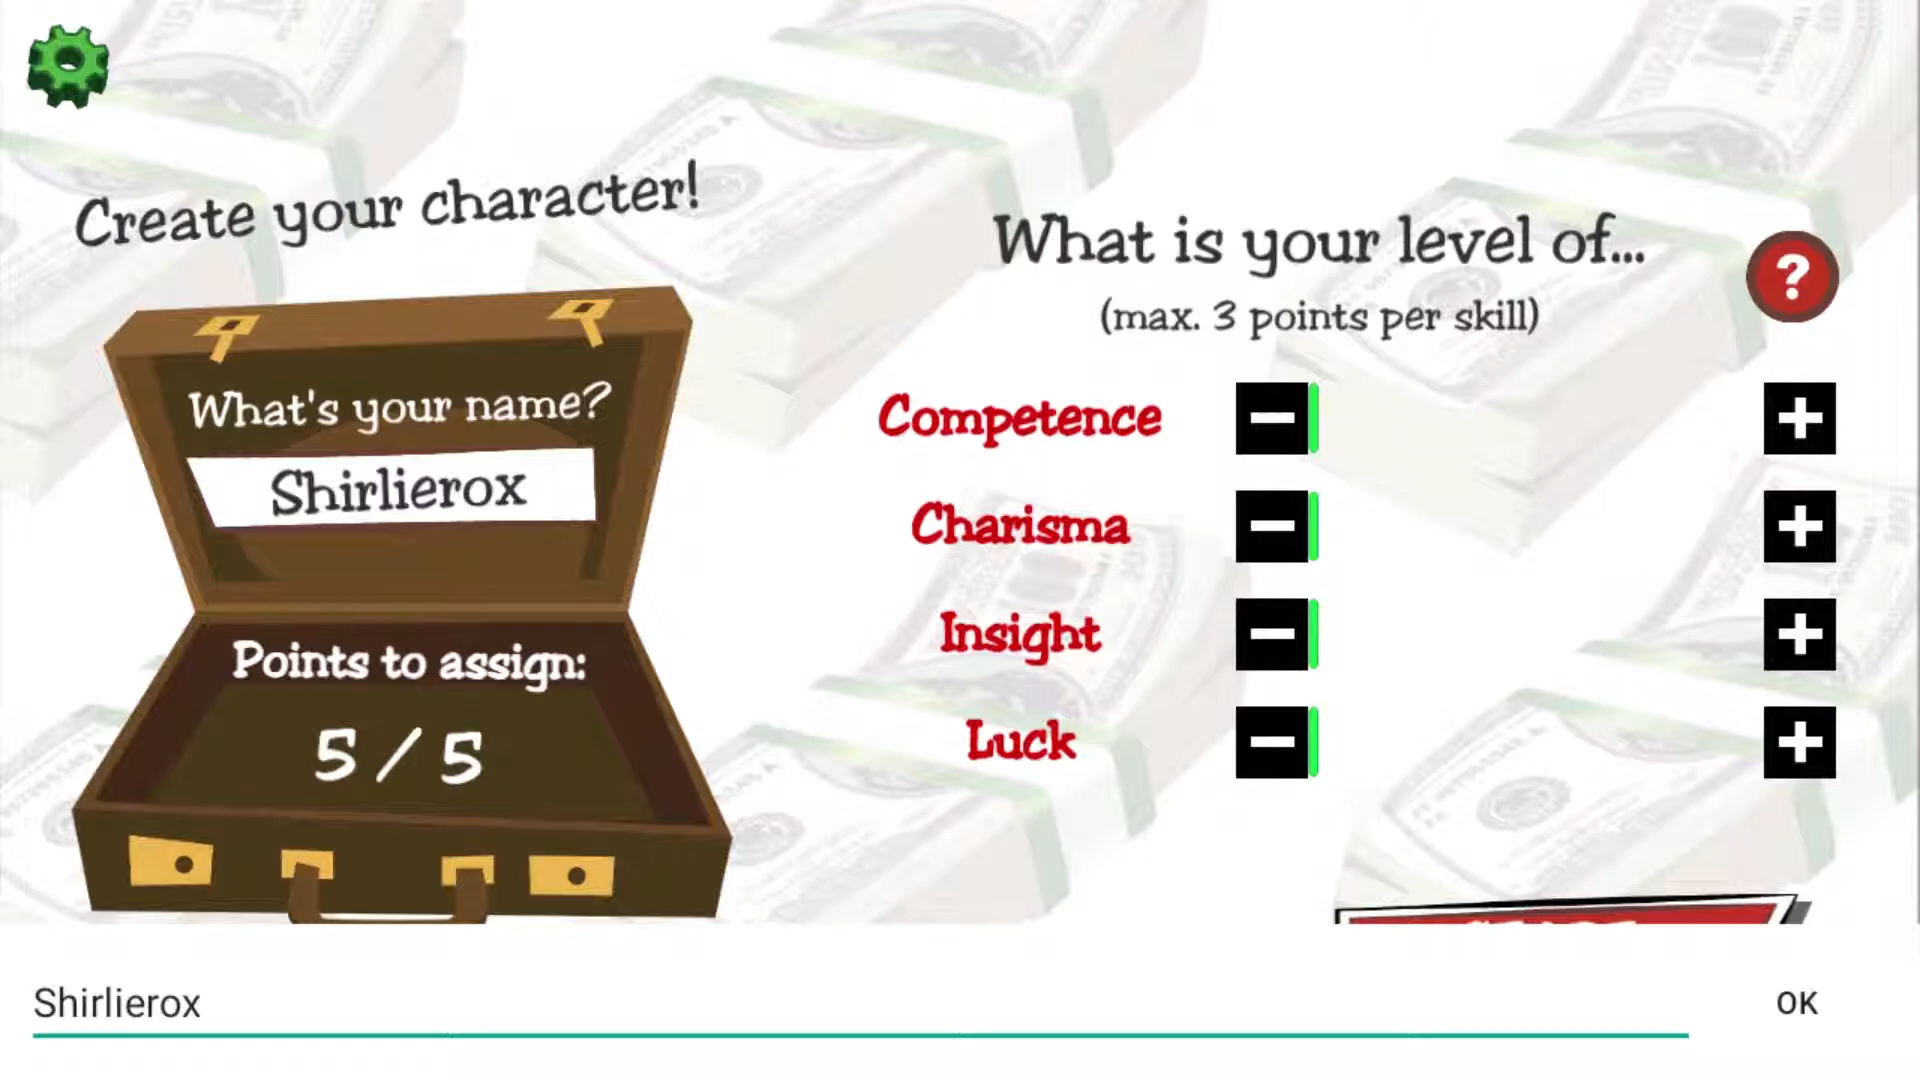 Create your character!
What's your name?
Shirlierox
Points to assign:
5 / 5
What is your level of...
(max. 3 points per skill)
?
Competence
Charisma
Insight
Luck
Shirlierox
OK